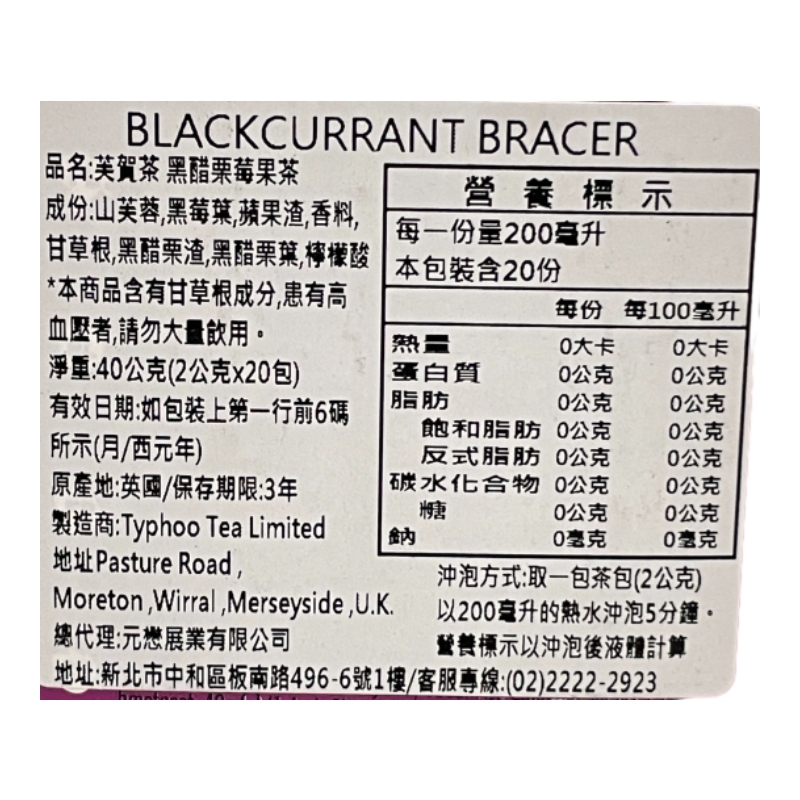 BLACKCURRANT BRACER
品名:芙賀茶 黑醋栗莓果茶
成份:山芙蓉,黑莓葉,蘋果渣,香料,
甘草根,黑醋栗渣,黑醋栗葉,檸檬酸
*本商品含有甘草根成分,患有高
血壓者,請勿大量飲用。
淨重:40公克(2公克x20包)
有效日期:如包裝上第一行前6碼
所示(月/西元年)
原產地:英國/保存期限:3年
製造商:Typhoo Tea Limited
地址Pasture Road ,
Moreton ,Wirral ,Merseyside ,U.K.
總代理:元懋展業有限公司
地址:新北市中和區板南路496-6號1樓/客服專線:(02)2222-2923
營養標示
每一份量200毫升
本包裝含20份
每份 每100毫升
熱量 0大卡 0大卡
蛋白質 0公克 0公克
脂肪 0公克 0公克
飽和脂肪 0公克 0公克
反式脂肪 0公克 0公克
碳水化合物 0公克 0公克
糖 0公克 0公克
鈉 0毫克 0毫克
沖泡方式:取一包茶包(2公克)
以200毫升的熱水沖泡5分鐘。
營養標示以沖泡後液體計算